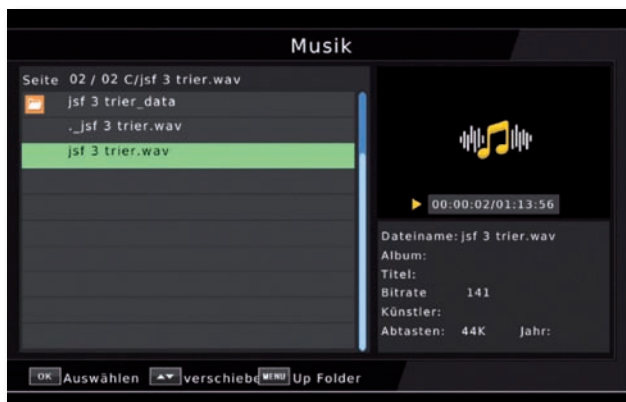 Musik
Seite 02 / 02 C/jsf 3 trier.wav
jsf 3 trier_data
._jsf 3 trier.wav
jsf 3 trier.wav
00:00:02/01:13:56
Dateiname: jsf 3 trier.wav
Album:
Titel:
Bitrate 141
Künstler:
Abtasten: 44K Jahr:
OK Auswählen verschiebe MENU Up Folder